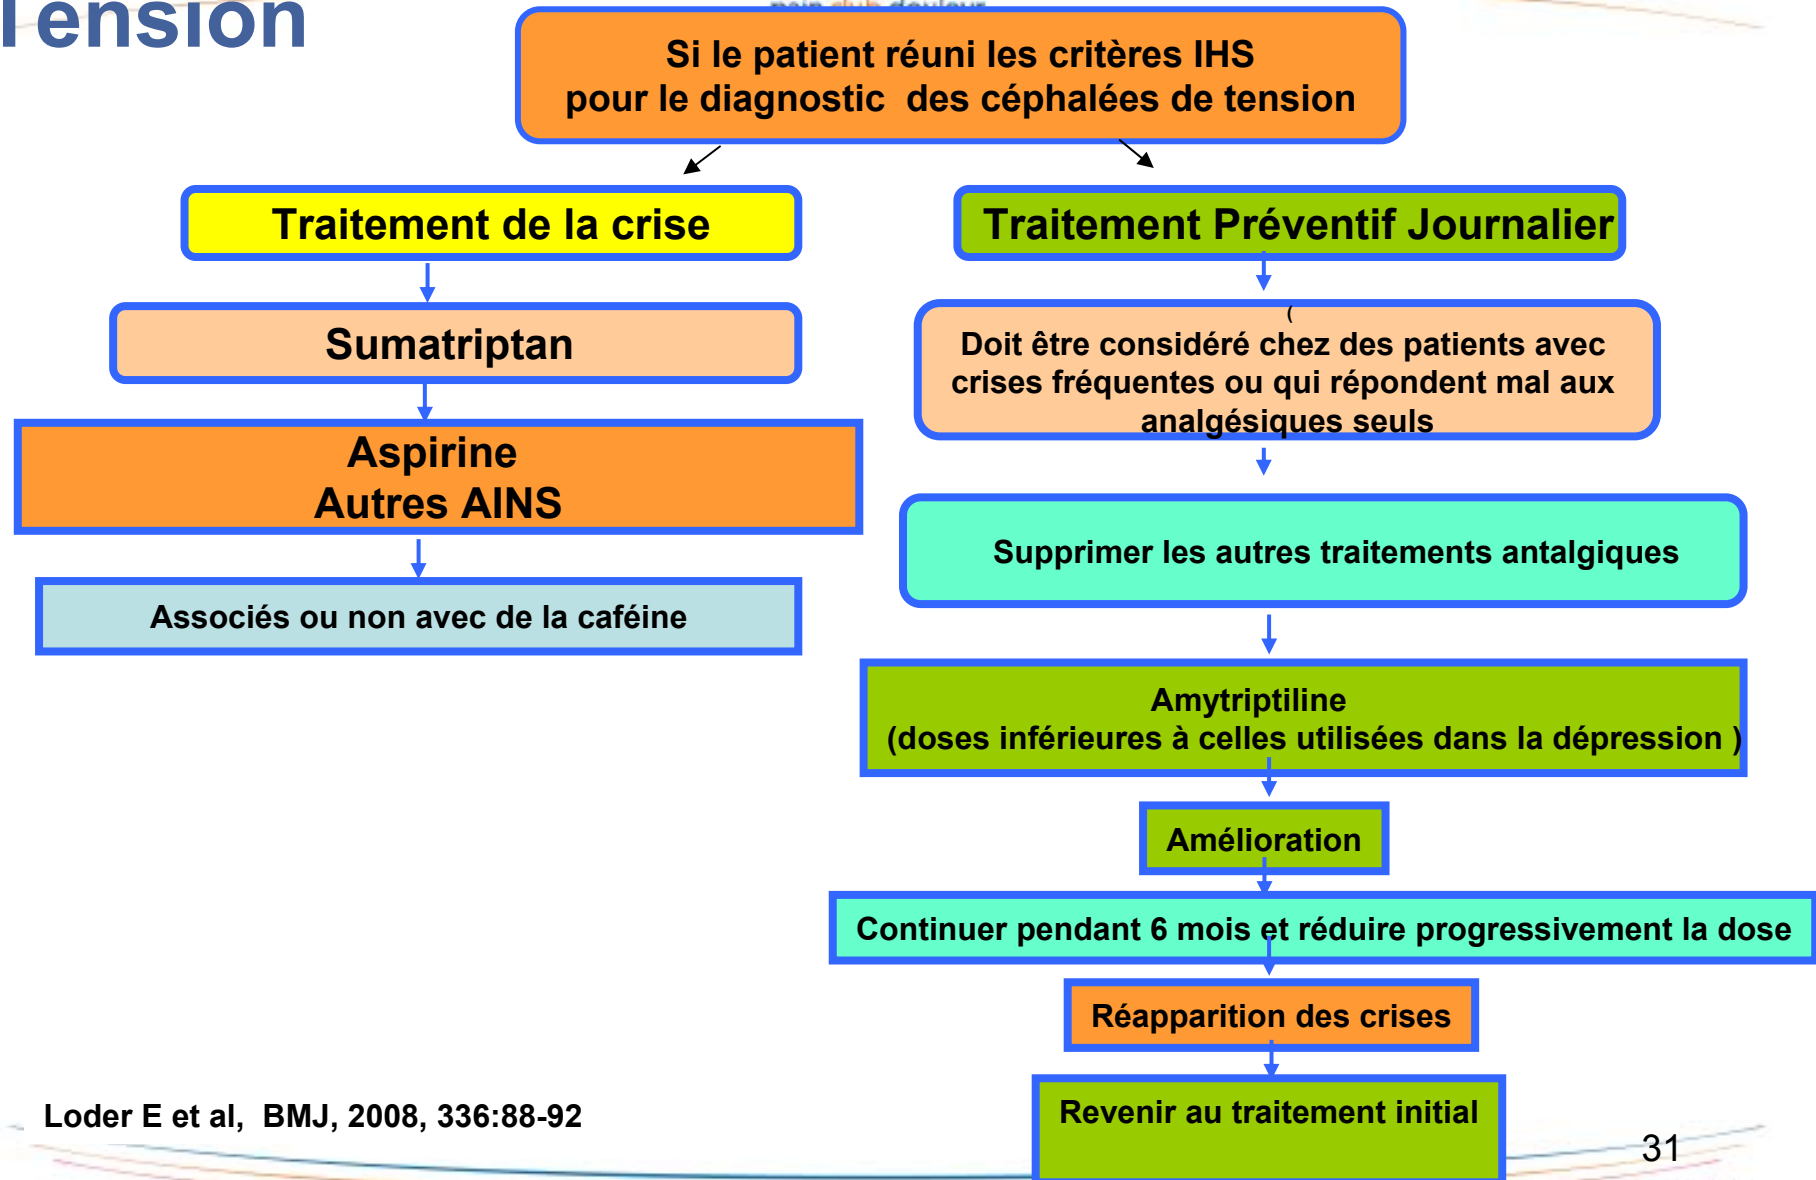 Tension
pain club douleur
Si le patient réuni les critères IHS
pour le diagnostic des céphalées de tension
Traitement de la crise
Sumatriptan
Aspirine
Autres AINS
Associés ou non avec de la caféine
Traitement Préventif Journalier
(
Doit être considéré chez des patients avec
crises fréquentes ou qui répondent mal aux
analgésiques seuls
Supprimer les autres traitements antalgiques
Amytriptiline
(doses inférieures à celles utilisées dans la dépression )
Amélioration
Continuer pendant 6 mois et réduire progressivement la dose
Réapparition des crises
Revenir au traitement initial
Loder E et al, BMJ, 2008, 336:88-92
31